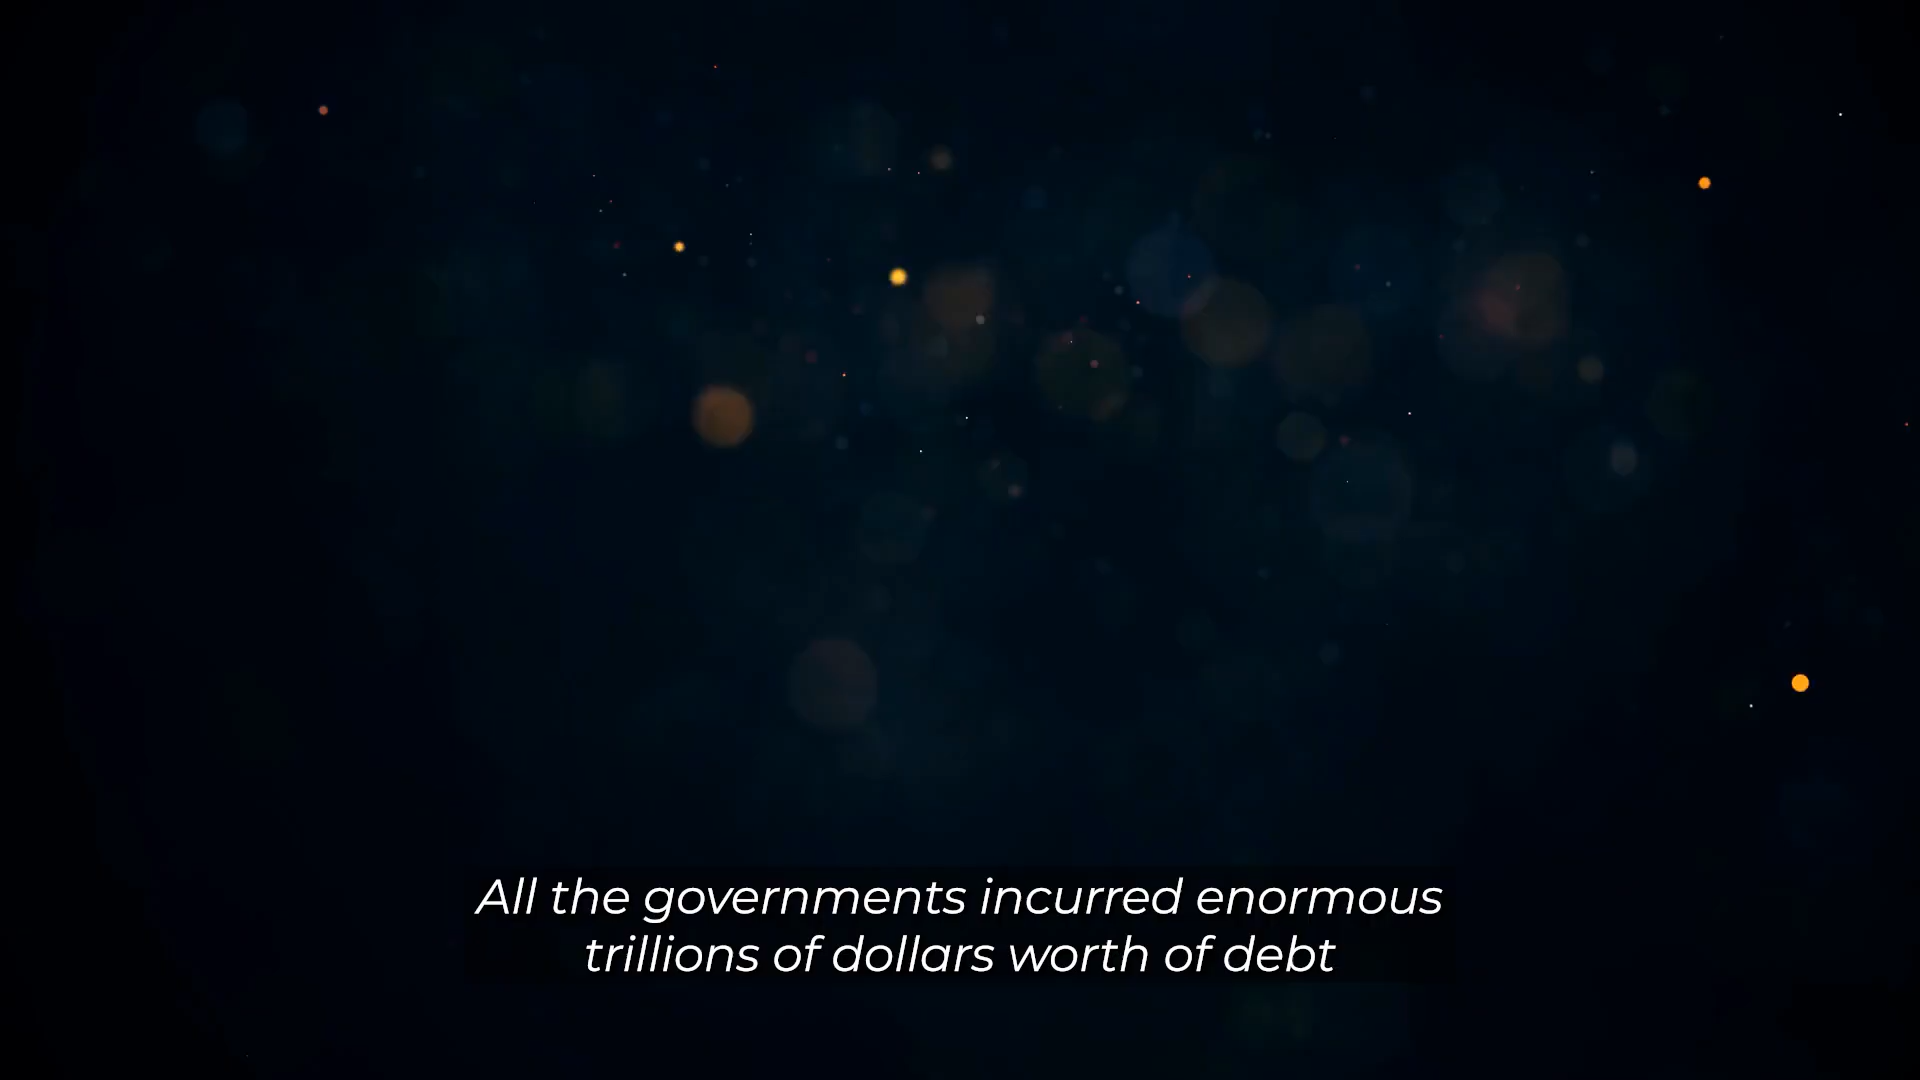 All the governments incurred enormous
trillions of dollars worth of debt